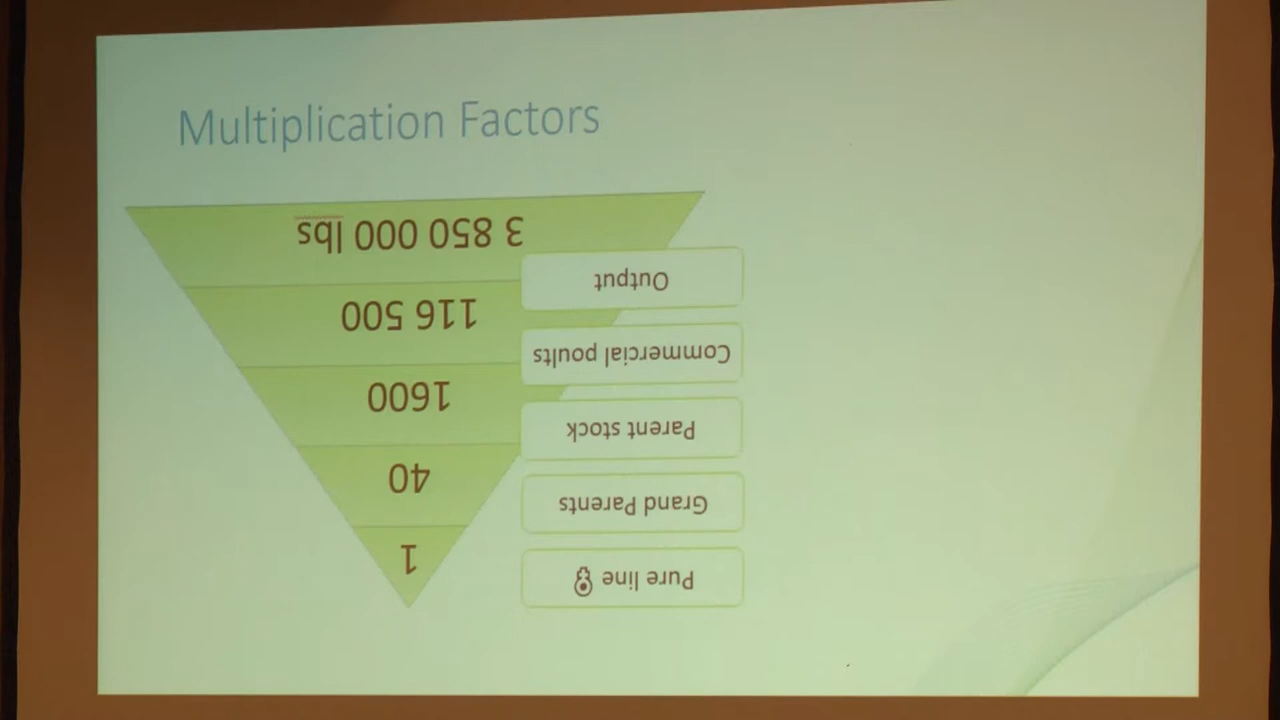 Multiplication Factors
3 850 000 lbs
Output
116 500
Commercial poults
1600
Parent stock
40
Grand Parents
1
Pure line